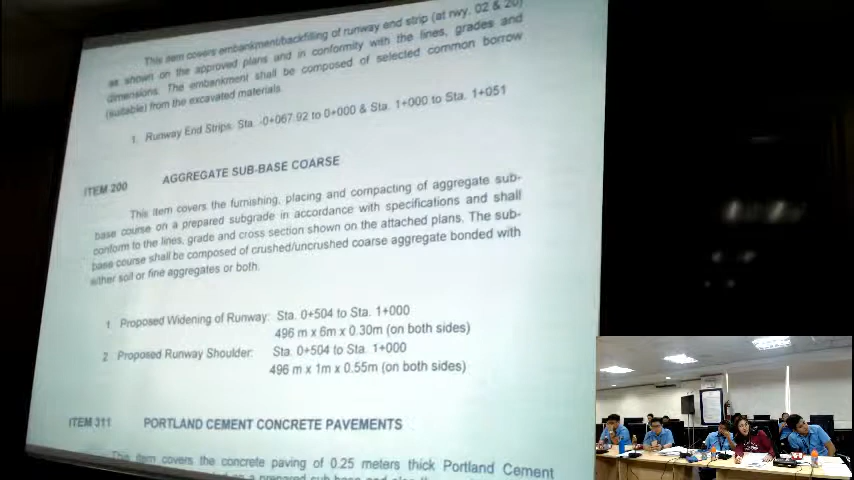 This item covers embankment/backfilling of runway end strip (at rwy. 02 & 20)
as shown on the approved plans and in conformity with the lines, grades and
dimensions. The embankment shall be composed of selected common borrow
(suitable) from the excavated materials.
1. Runway End Strips: Sta. -0+067.92 to 0+000 & Sta. 1+000 to Sta. 1+051
ITEM 200 AGGREGATE SUB-BASE COARSE
This item covers the furnishing, placing and compacting of aggregate sub-
base course on a prepared subgrade in accordance with specifications and shall
conform to the lines, grade and cross section shown on the attached plans. The sub-
base course shall be composed of crushed/uncrushed coarse aggregate bonded with
either soil or fine aggregates or both.
1 Proposed Widening of Runway: Sta. 0+504 to Sta. 1+000
496 m x 6m x 0.30m (on both sides)
2 Proposed Runway Shoulder: Sta. 0+504 to Sta. 1+000
496 m x 1m x 0.55m (on both sides)
ITEM 311 PORTLAND CEMENT CONCRETE PAVEMENTS
This item covers the concrete paving of 0.25 meters thick Portland Cement